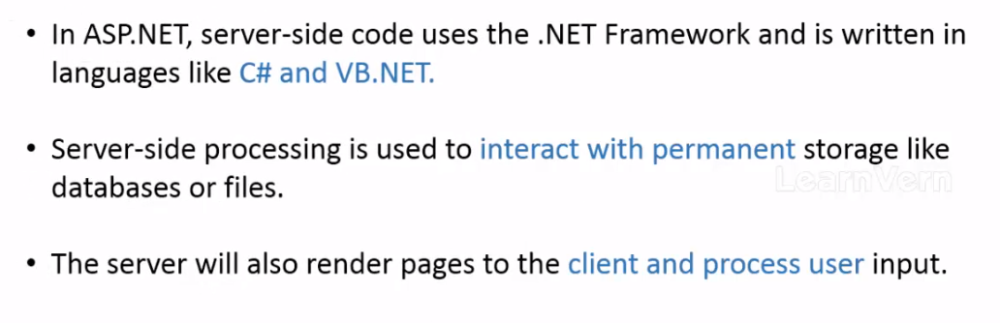 • In ASP.NET, server-side code uses the .NET Framework and is written in
languages like C# and VB.NET.
• Server-side processing is used to interact with permanent storage like
LearnVern
databases or files.
• The server will also render pages to the client and process user input.